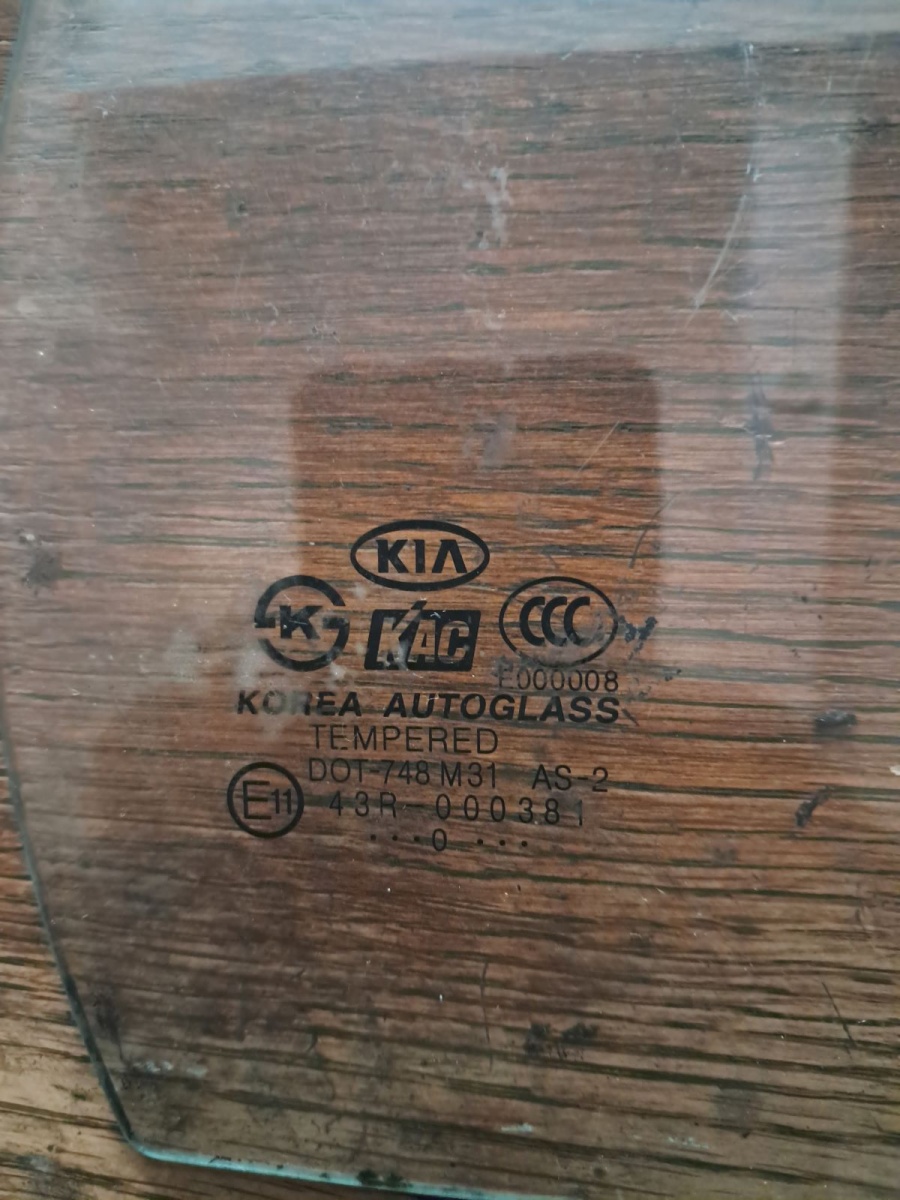 KIA
K KAC CCC
E000008
KOREA AUTOGLASS
TEMPERED
DOT-748 M31 AS-2
E11 43R-000381
...0 ...